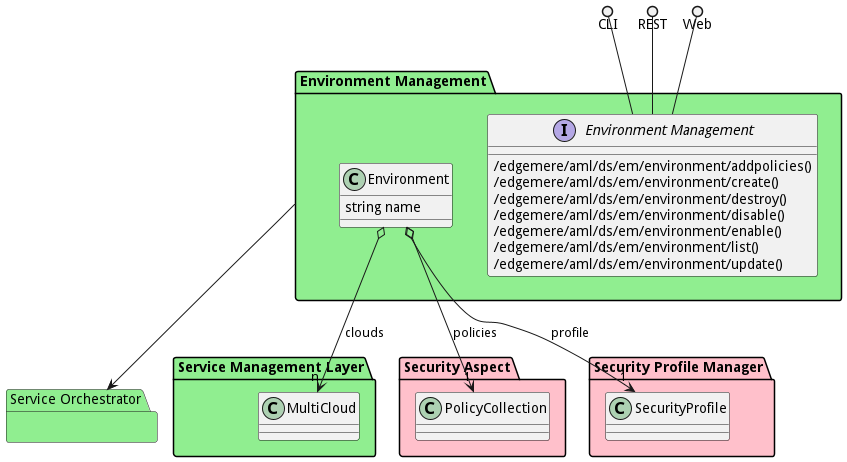 CLI REST Web
Environment Management
I Environment Management
/edgemere/aml/ds/em/environment/addpolicies()
/edgemere/aml/ds/em/environment/create()
/edgemere/aml/ds/em/environment/destroy()
/edgemere/aml/ds/em/environment/disable()
/edgemere/aml/ds/em/environment/enable()
/edgemere/aml/ds/em/environment/list()
/edgemere/aml/ds/em/environment/update()
C Environment
string name
clouds
policies
profile
Service Orchestrator
Service Management Layer
n
C MultiCloud
Security Aspect
1
C PolicyCollection
Security Profile Manager
1
C SecurityProfile